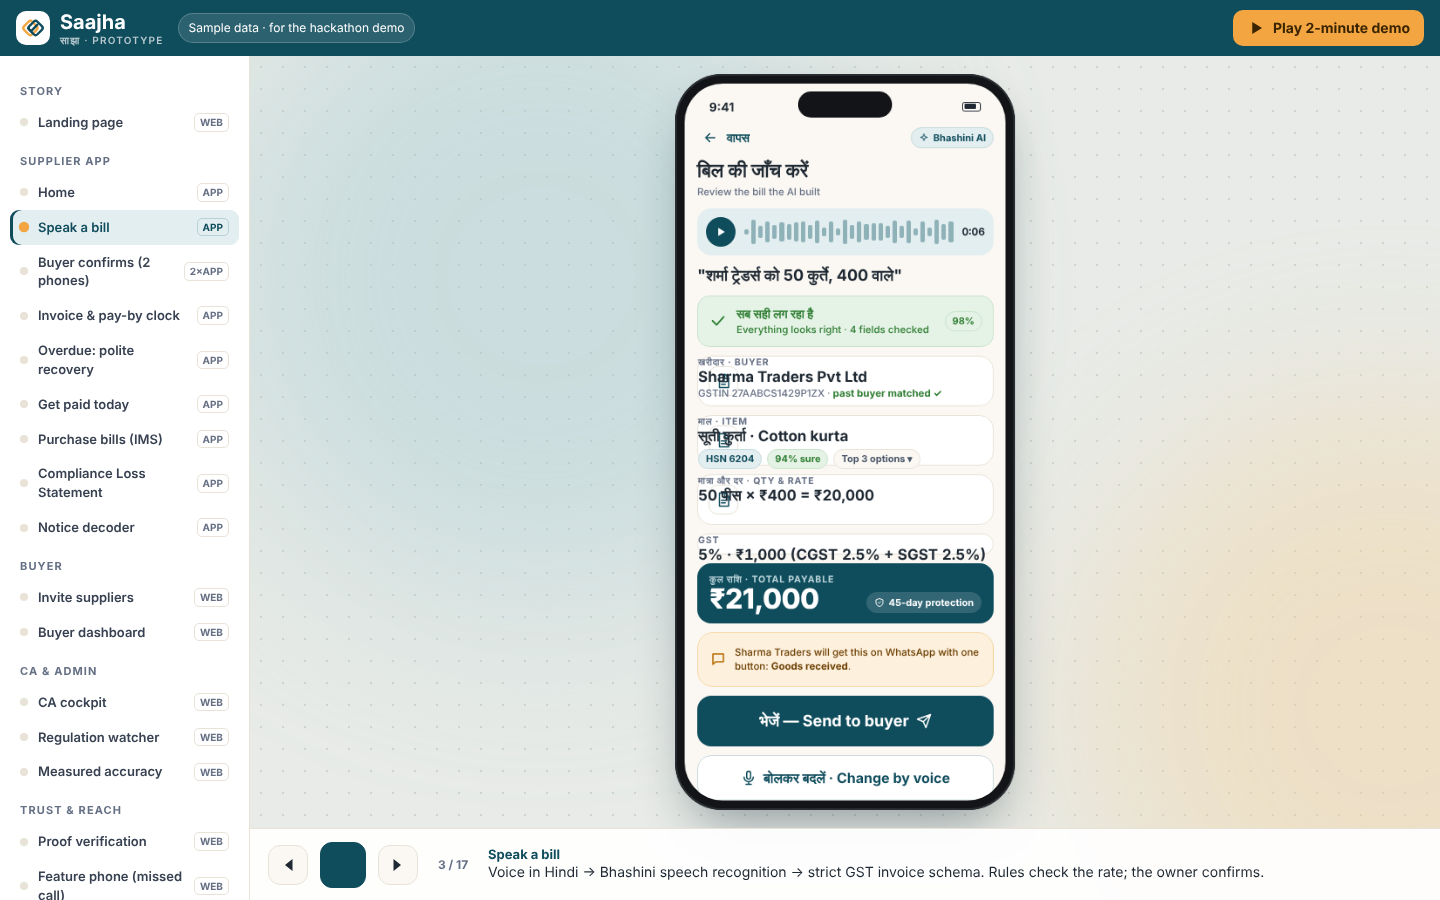 Saajha
साझा · PROTOTYPE
Sample data · for the hackathon demo
Play 2-minute demo
STORY
Landing page
WEB
SUPPLIER APP
Home
APP
Speak a bill
APP
Buyer confirms (2
phones)
2×APP
Invoice & pay-by clock
APP
Overdue: polite
recovery
APP
Get paid today
APP
Purchase bills (IMS)
APP
Compliance Loss
Statement
APP
Notice decoder
APP
BUYER
Invite suppliers
WEB
Buyer dashboard
WEB
CA & ADMIN
CA cockpit
WEB
Regulation watcher
WEB
Measured accuracy
WEB
TRUST & REACH
Proof verification
WEB
Feature phone (missed
call)
WEB
9:41
वापस
Bhashini AI
बिल की जाँच करें
Review the bill the AI built
0:06
"शर्मा ट्रेडर्स को 50 कुर्ते, 400 वाले"
सब सही लग रहा है
Everything looks right · 4 fields checked
98%
खरीदार · BUYER
Sharma Traders Pvt Ltd
GSTIN 27AABCS1429P1ZX · past buyer matched ✓
माल · ITEM
सूती कुर्ता · Cotton kurta
HSN 6204
94% sure
Top 3 options ▾
मात्रा और दर · QTY & RATE
50 पीस × ₹400 = ₹20,000
GST
5% · ₹1,000 (CGST 2.5% + SGST 2.5%)
कुल राशि · TOTAL PAYABLE
₹21,000
45-day protection
Sharma Traders will get this on WhatsApp with one
button: Goods received.
भेजें — Send to buyer
बोलकर बदलें · Change by voice
3 / 17
Speak a bill
Voice in Hindi → Bhashini speech recognition → strict GST invoice schema. Rules check the rate; the owner confirms.